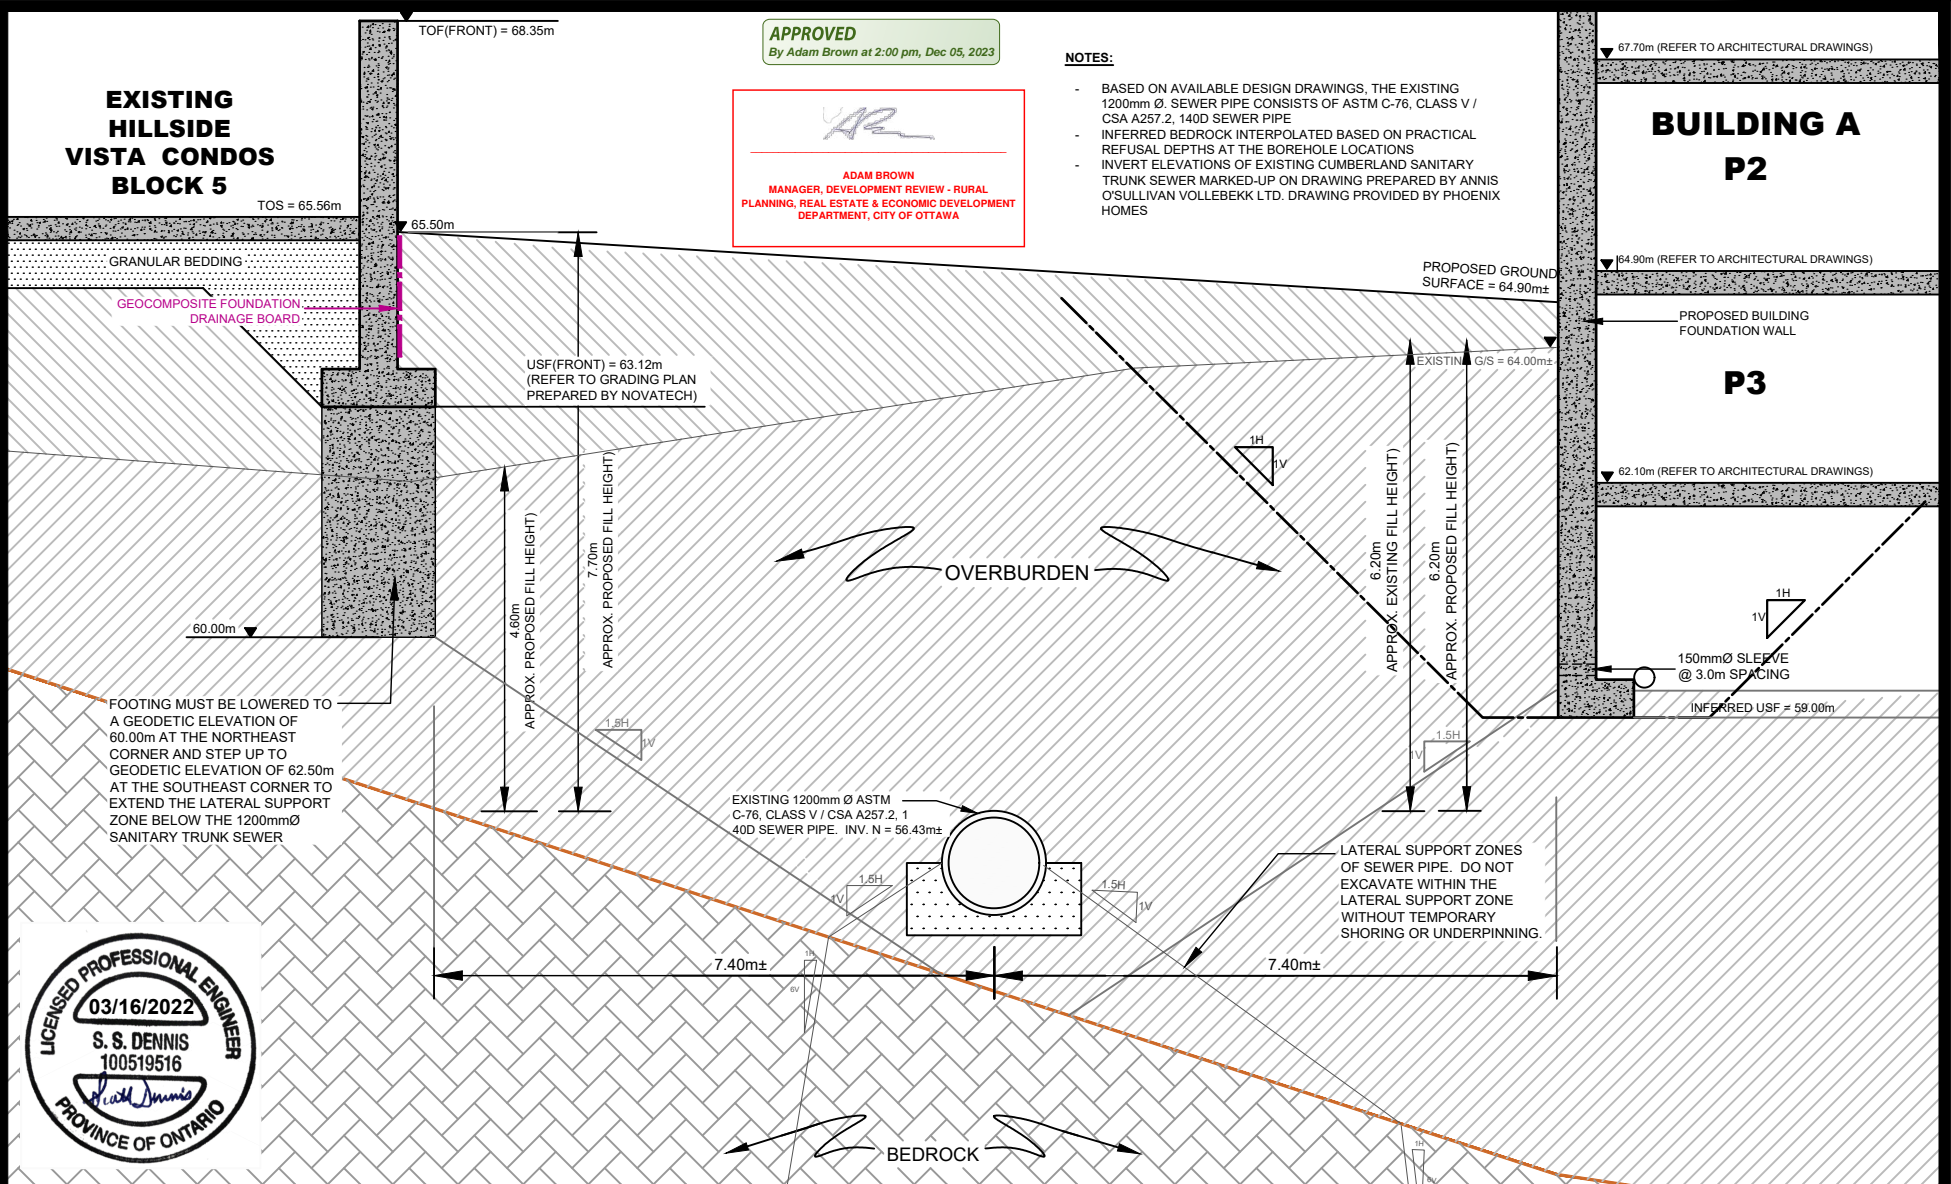 TOF(FRONT) = 68.35m
APPROVED
By Adam Brown at 2:00 pm, Dec 05, 2023
NOTES:
- BASED ON AVAILABLE DESIGN DRAWINGS, THE EXISTING
1200mm Ø. SEWER PIPE CONSISTS OF ASTM C-76, CLASS V /
CSA A257.2, 140D SEWER PIPE
- INFERRED BEDROCK INTERPOLATED BASED ON PRACTICAL
REFUSAL DEPTHS AT THE BOREHOLE LOCATIONS
- INVERT ELEVATIONS OF EXISTING CUMBERLAND SANITARY
TRUNK SEWER MARKED-UP ON DRAWING PREPARED BY ANNIS
O'SULLIVAN VOLLEBEKK LTD. DRAWING PROVIDED BY PHOENIX
HOMES
ADAM BROWN
MANAGER, DEVELOPMENT REVIEW - RURAL
PLANNING, REAL ESTATE & ECONOMIC DEVELOPMENT
DEPARTMENT, CITY OF OTTAWA
67.70m (REFER TO ARCHITECTURAL DRAWINGS)
BUILDING A
P2
64.90m (REFER TO ARCHITECTURAL DRAWINGS)
PROPOSED BUILDING
FOUNDATION WALL
P3
62.10m (REFER TO ARCHITECTURAL DRAWINGS)
EXISTING
HILLSIDE
VISTA CONDOS
BLOCK 5
TOS = 65.56m
65.50m
GRANULAR BEDDING
GEOCOMPOSITE FOUNDATION
DRAINAGE BOARD
USF(FRONT) = 63.12m
(REFER TO GRADING PLAN
PREPARED BY NOVATECH)
PROPOSED GROUND
SURFACE = 64.90m±
EXISTIN G/S = 64.00m±
1H
1V
4.60m
APPROX. PROPOSED FILL HEIGHT)
7.70m
APPROX. PROPOSED FILL HEIGHT)
OVERBURDEN
6.20m
APPROX. EXISTING FILL HEIGHT)
6.20m
APPROX. PROPOSED FILL HEIGHT)
1H
1V
60.00m
150mmØ SLEEVE
@ 3.0m SPACING
INFERRED USF = 59.00m
FOOTING MUST BE LOWERED TO
A GEODETIC ELEVATION OF
60.00m AT THE NORTHEAST
CORNER AND STEP UP TO
GEODETIC ELEVATION OF 62.50m
AT THE SOUTHEAST CORNER TO
EXTEND THE LATERAL SUPPORT
ZONE BELOW THE 1200mmØ
SANITARY TRUNK SEWER
1.5H
1V
1.5H
1V
EXISTING 1200mm Ø ASTM
C-76, CLASS V / CSA A257.2, 1
40D SEWER PIPE. INV. N = 56.43m±
1.5H
1V
1.5H
1V
LATERAL SUPPORT ZONES
OF SEWER PIPE. DO NOT
EXCAVATE WITHIN THE
LATERAL SUPPORT ZONE
WITHOUT TEMPORARY
SHORING OR UNDERPINNING.
7.40m±
7.40m±
1H
6V
LICENSED PROFESSIONAL ENGINEER
03/16/2022
S. S. DENNIS
100519516
Scott Dennis
PROVINCE OF ONTARIO
BEDROCK
1H
6V